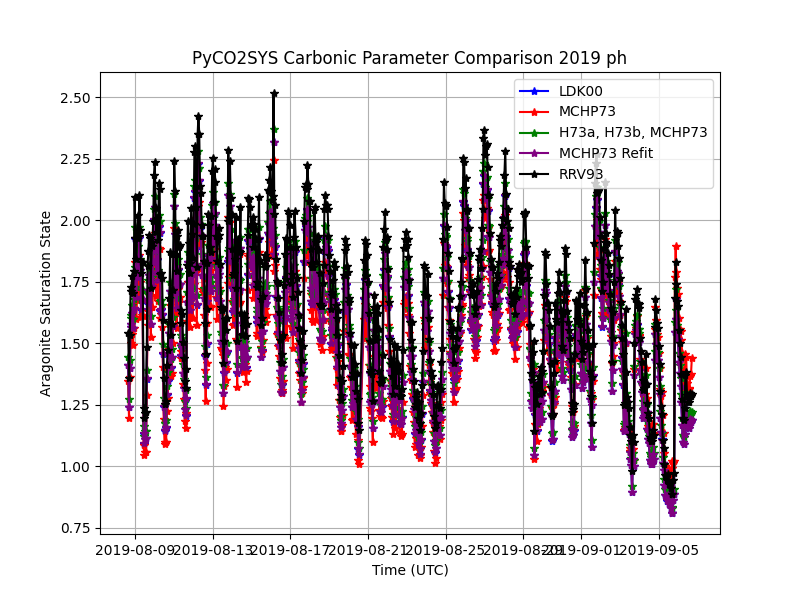 PyCO2SYS Carbonic Parameter Comparison 2019 ph
LDK00
MCHP73
H73a, H73b, MCHP73
MCHP73 Refit
RRV93
Aragonite Saturation State
2.50
2.25
2.00
1.75
1.50
1.25
1.00
0.75
2019-08-09 2019-08-13 2019-08-17 2019-08-21 2019-08-25 2019-08-29 2019-09-01 2019-09-05
Time (UTC)